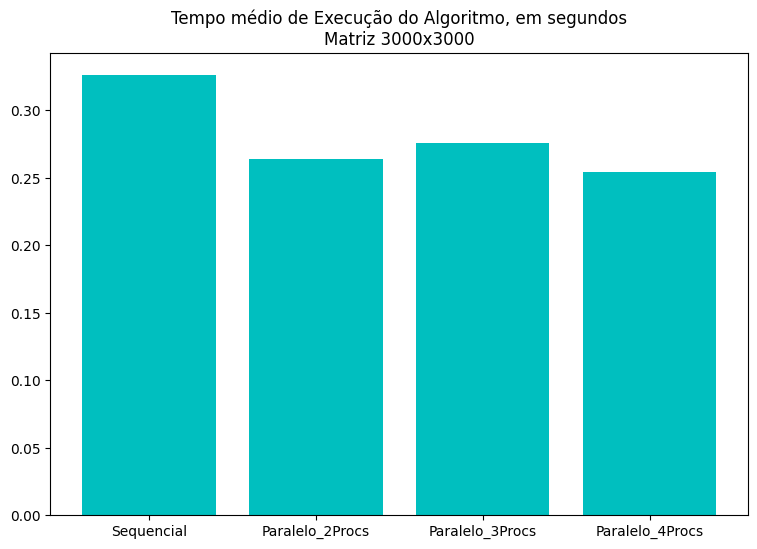 Tempo médio de Execução do Algoritmo, em segundos
Matriz 3000x3000
0.30
0.25
0.20
0.15
0.10
0.05
0.00
Sequencial Paralelo_2Procs Paralelo_3Procs Paralelo_4Procs